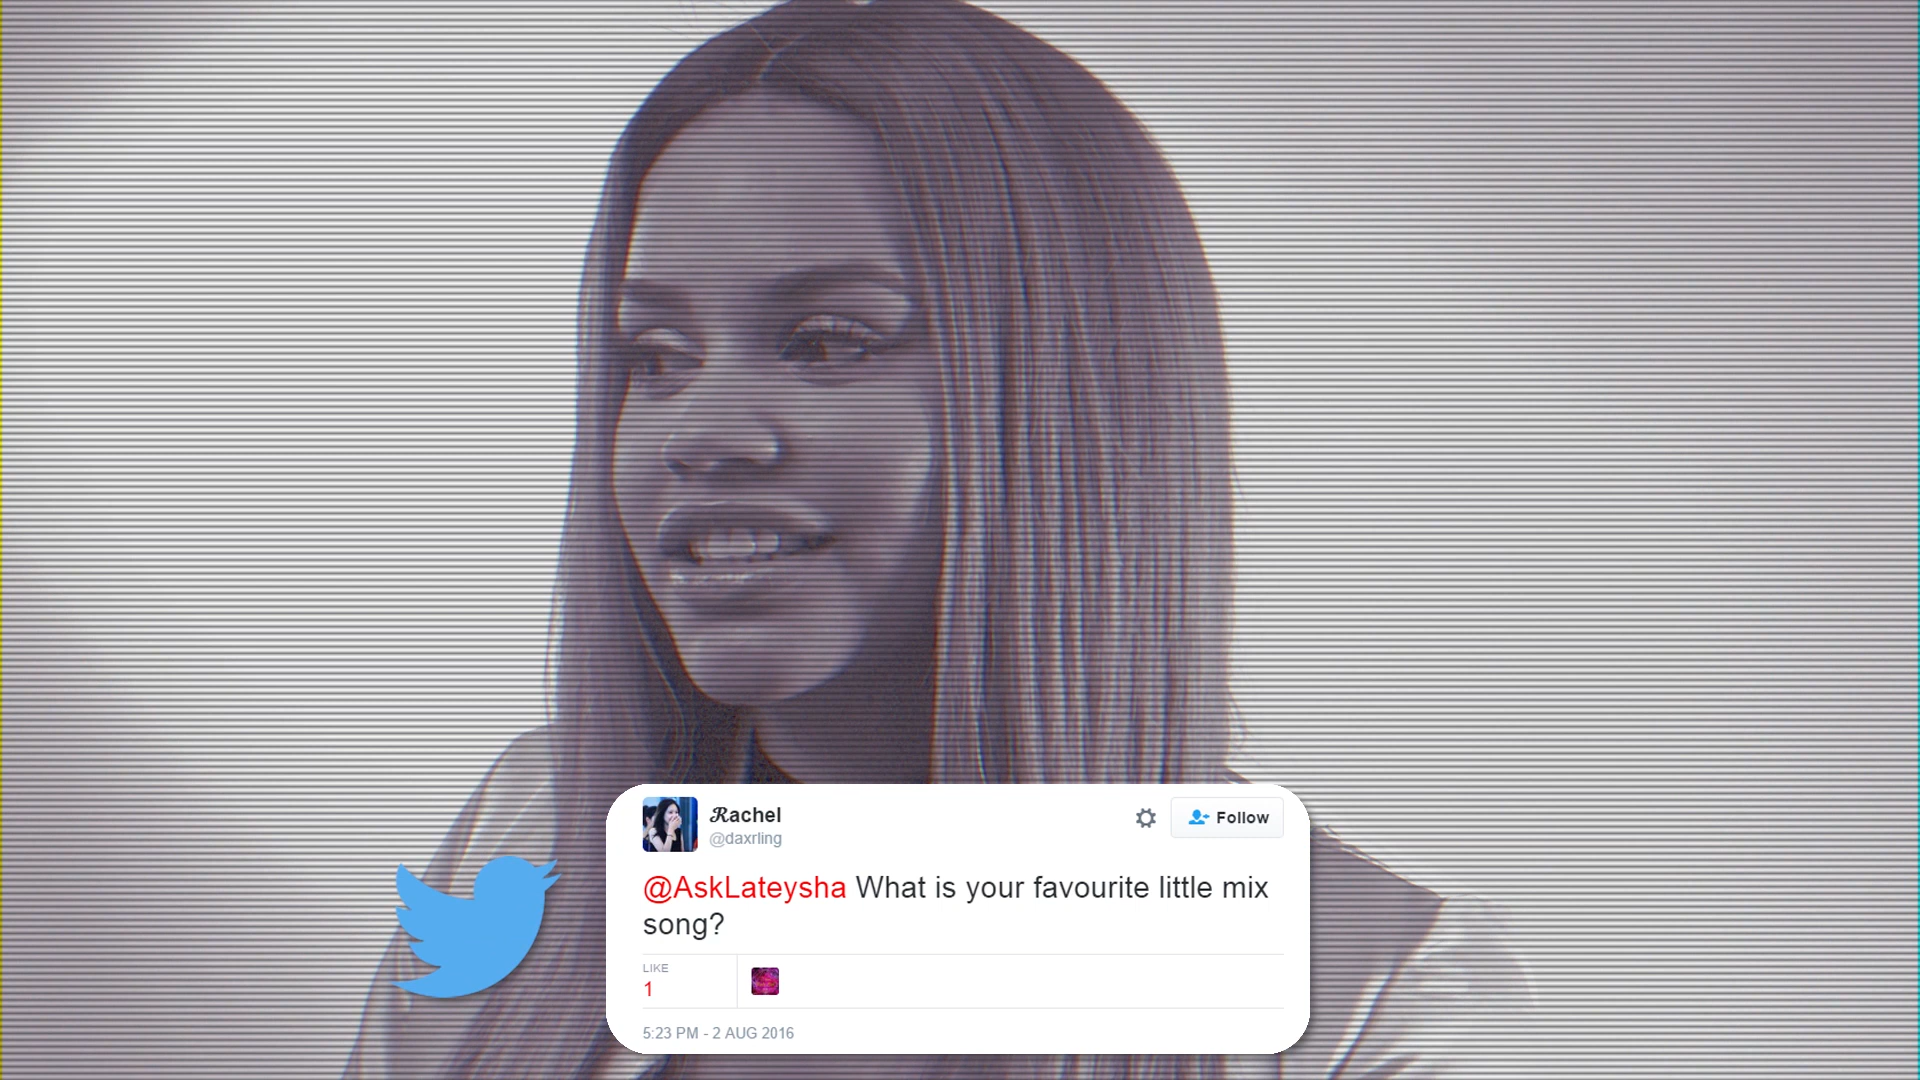 ℛachel
@daxrling
Follow
@AskLateysha What is your favourite little mix
song?
LIKE
1
5:23 PM - 2 AUG 2016